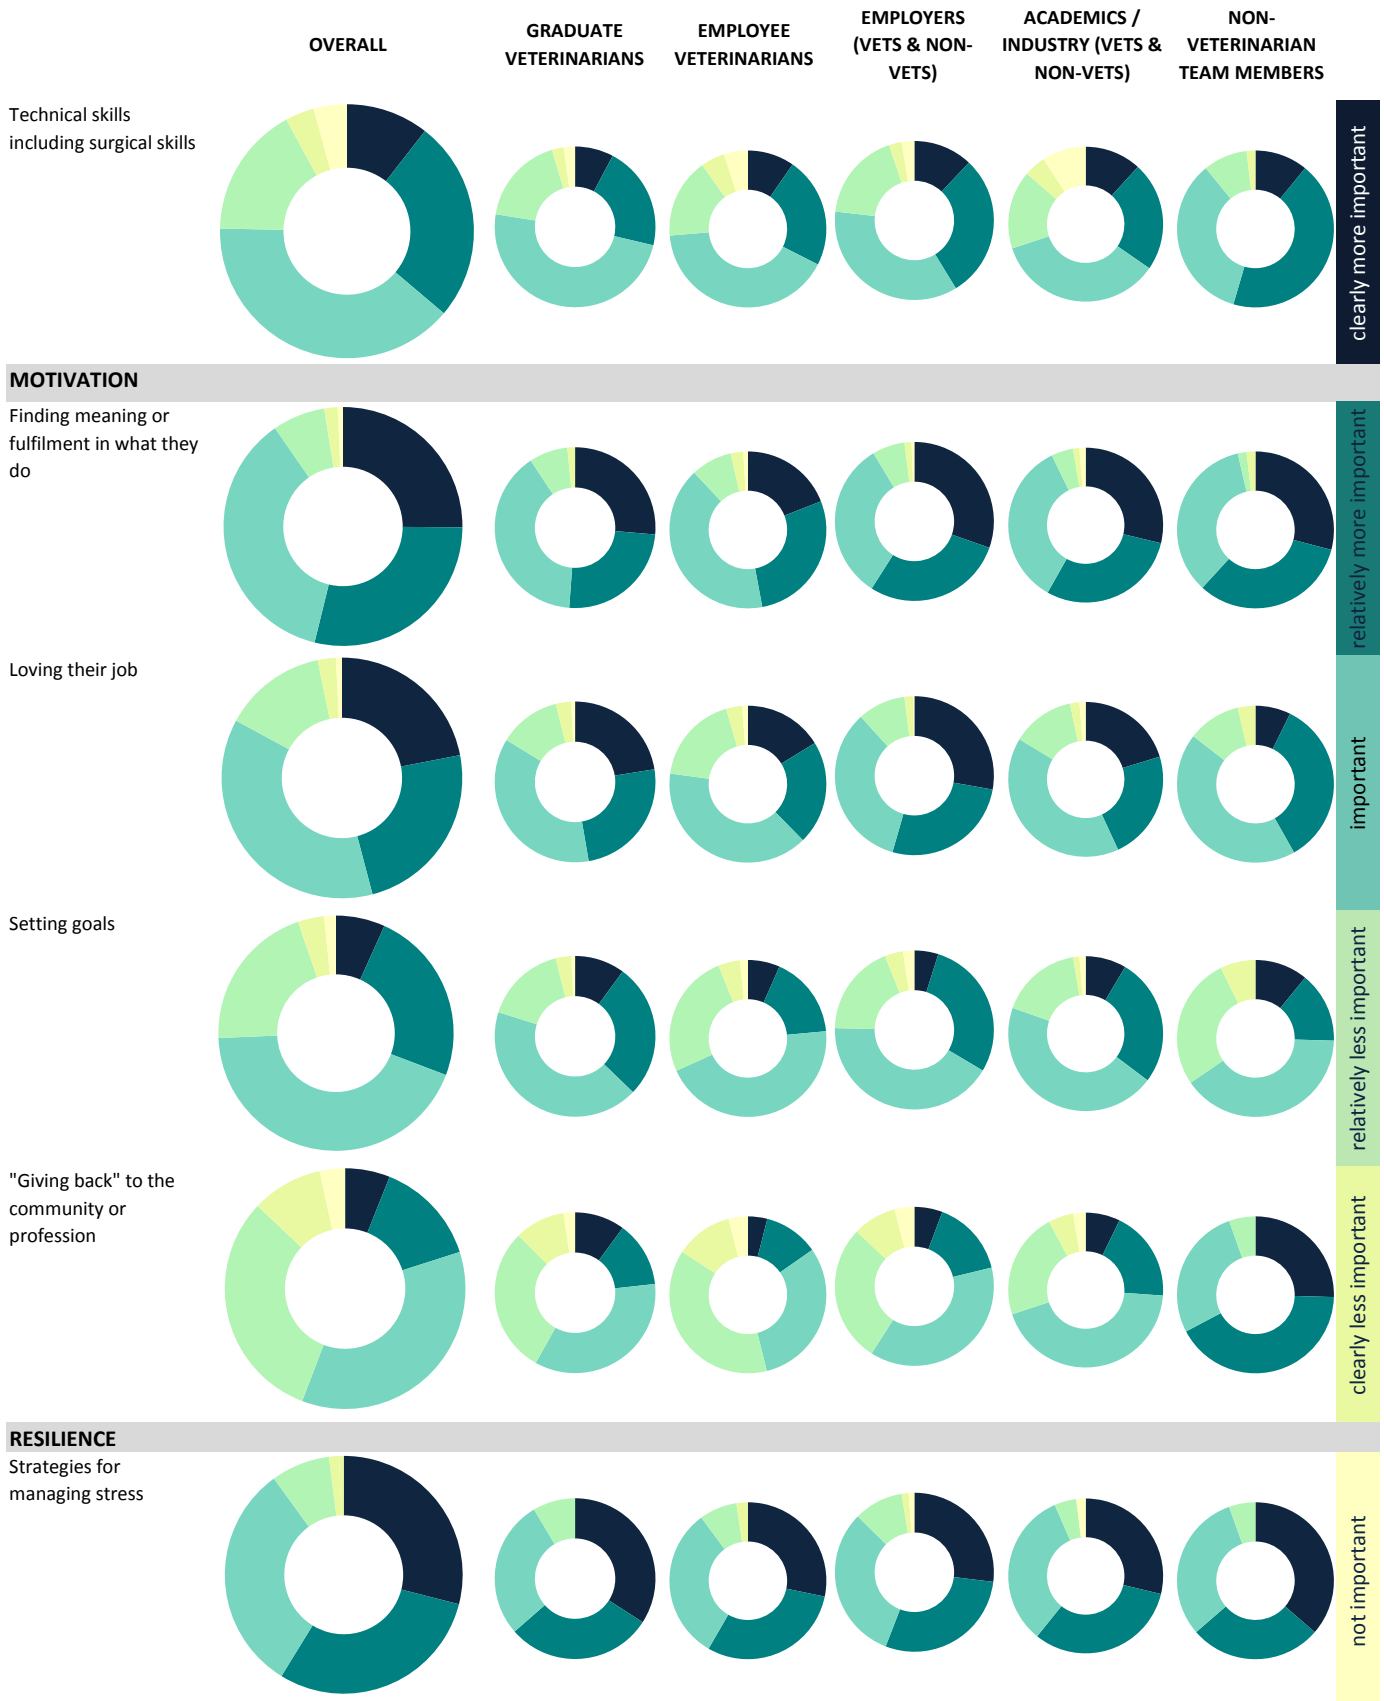 OVERALL
GRADUATE
VETERINARIANS
EMPLOYEE
VETERINARIANS
EMPLOYERS
(VETS & NON-
VETS)
ACADEMICS /
INDUSTRY (VETS &
NON-VETS)
NON-
VETERINARIAN
TEAM MEMBERS
Technical skills
including surgical skills
clearly more important
MOTIVATION
Finding meaning or
fulfilment in what they
do
relatively more important
Loving their job
important
Setting goals
relatively less important
"Giving back" to the
community or
profession
clearly less important
RESILIENCE
Strategies for
managing stress
not important